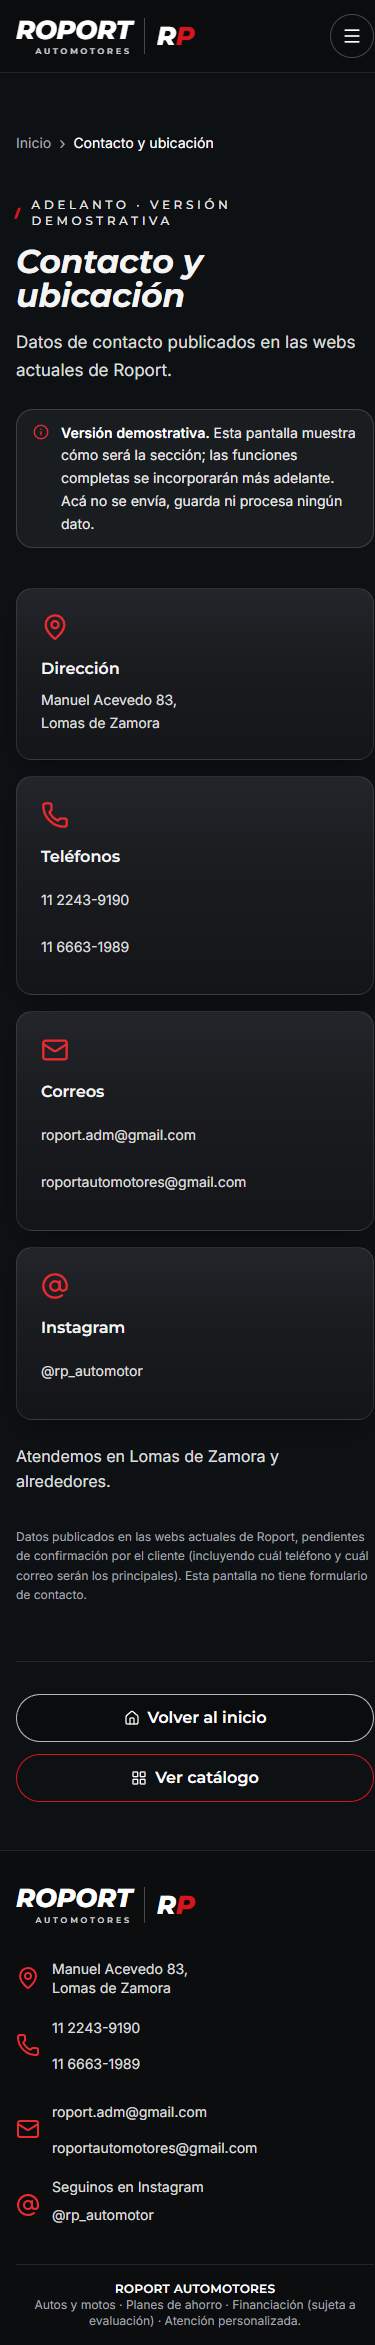 ROPORT RP
AUTOMOTORES
Inicio › Contacto y ubicación
ADELANTO · VERSIÓN
DEMOSTRATIVA
Contacto y
ubicación
Datos de contacto publicados en las webs
actuales de Roport.
Versión demostrativa. Esta pantalla muestra
cómo será la sección; las funciones
completas se incorporarán más adelante.
Acá no se envía, guarda ni procesa ningún
dato.
Dirección
Manuel Acevedo 83,
Lomas de Zamora
Teléfonos
11 2243-9190
11 6663-1989
Correos
roport.adm@gmail.com
roportautomotores@gmail.com
Instagram
@rp_automotor
Atendemos en Lomas de Zamora y
alrededores.
Datos publicados en las webs actuales de Roport, pendientes
de confirmación por el cliente (incluyendo cuál teléfono y cuál
correo serán los principales). Esta pantalla no tiene formulario
de contacto.
Volver al inicio
Ver catálogo
ROPORT RP
AUTOMOTORES
Manuel Acevedo 83,
Lomas de Zamora
11 2243-9190
11 6663-1989
roport.adm@gmail.com
roportautomotores@gmail.com
Seguinos en Instagram
@rp_automotor
ROPORT AUTOMOTORES
Autos y motos · Planes de ahorro · Financiación (sujeta a
evaluación) · Atención personalizada.